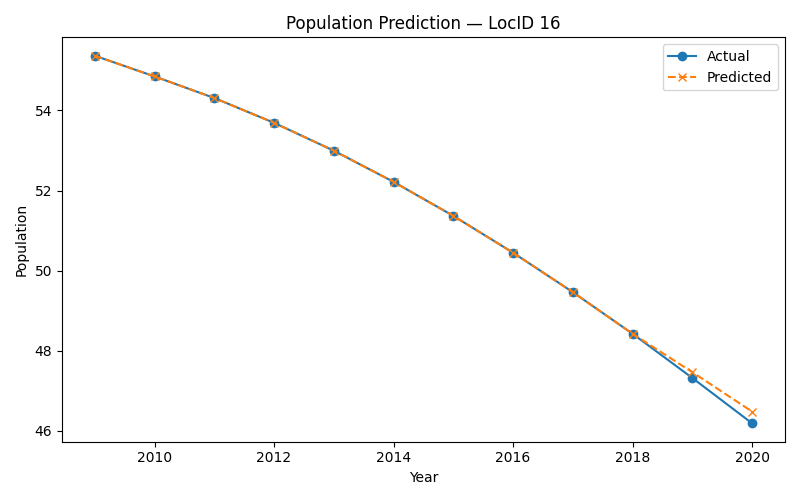 Population Prediction — LocID 16
Actual
Predicted
Population
54
52
50
48
46
2010 2012 2014 2016 2018 2020
Year